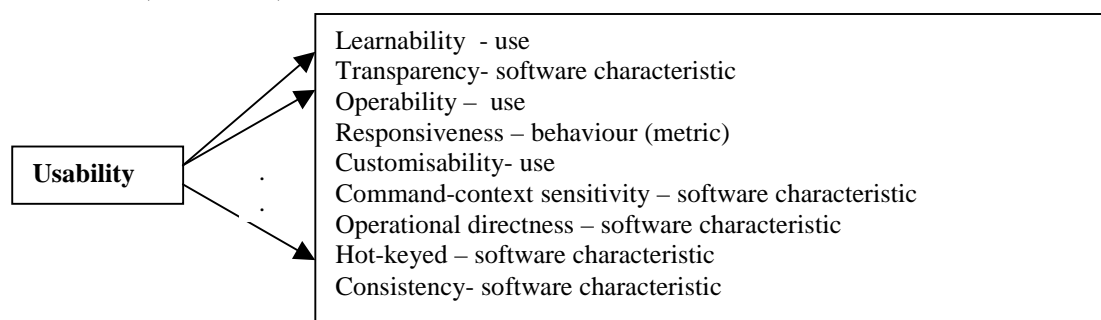 Learnability - use
Transparency- software characteristic
Operability – use
Responsiveness – behaviour (metric)
Customisability- use
Command-context sensitivity – software characteristic
Operational directness – software characteristic
Hot-keyed – software characteristic
Consistency- software characteristic
Usability